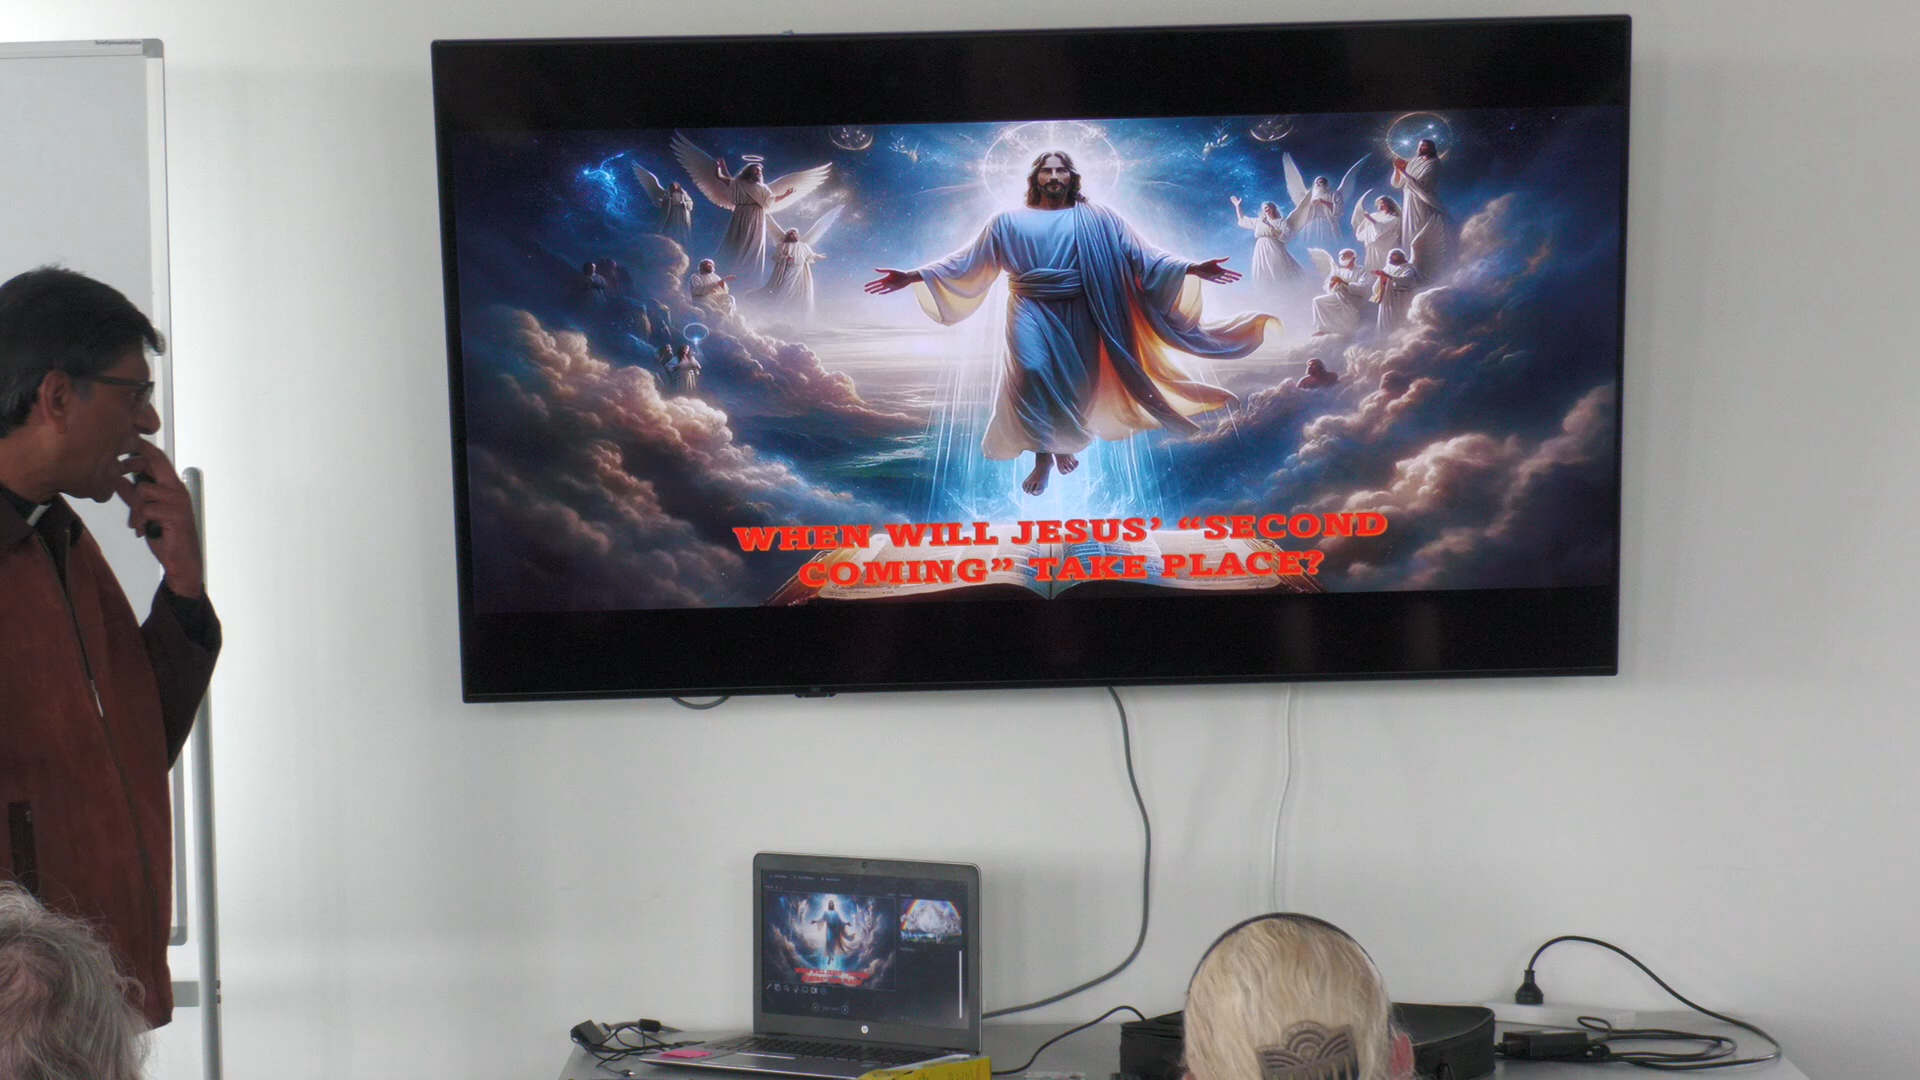 WHEN WILL JESUS’ “SECOND
COMING” TAKE PLACE?